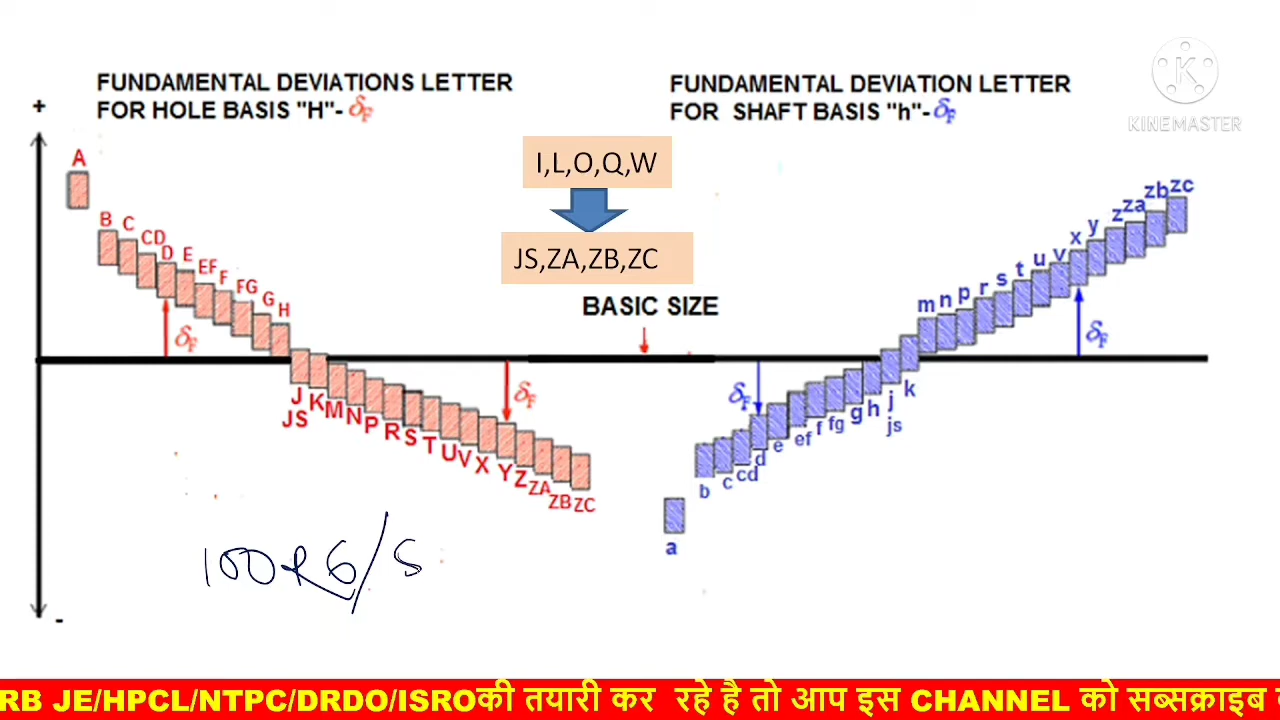 FUNDAMENTAL DEVIATIONS LETTER
FOR HOLE BASIS "H"- δF
FUNDAMENTAL DEVIATION LETTER
FOR SHAFT BASIS "h"- δF
KINEMASTER
I,L,O,Q,W
JS,ZA,ZB,ZC
BASIC SIZE
+
A
B
C
CD
D
E
EF
F
FG
G
H
δF
J
JS
K
M
N
P
R
S
T
U
V
X
Y
Z
ZA
ZB
ZC
δF
a
b
c
cd
d
e
ef
f
fg
g
h
j
js
k
δF
m
n
p
r
s
t
u
v
x
y
z
za
zb
zc
δF
-
100 R6/S
RB JE/HPCL/NTPC/DRDO/ISROकी तैयारी कर रहे है तो आप इस CHANNEL को सब्सक्राइब